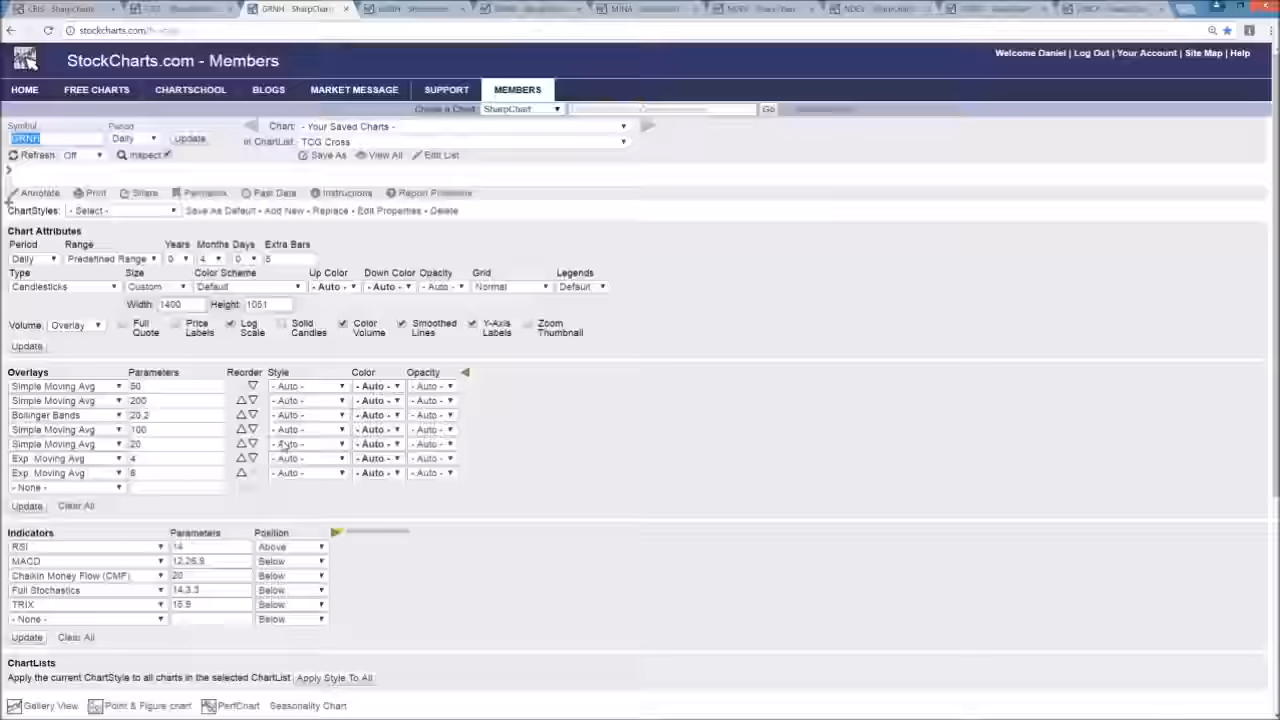 GRNH - SharpCharts
MINA
stockcharts.com
StockCharts.com - Members
Welcome Daniel | Log Out | Your Account | Site Map | Help
HOME FREE CHARTS CHARTSCHOOL BLOGS MARKET MESSAGE SUPPORT MEMBERS
Create a Chart: SharpChart Go
Symbol Period Chart: - Your Saved Charts -
GRNH Daily Update in ChartList: TCG Cross
Refresh Off Inspect Save As View All Edit List
Annotate Print Share Permalink Past Data Instructions Report Problems
ChartStyles: - Select - Save As Default - Add New - Replace - Edit Properties - Delete
Chart Attributes
Period Range Years Months Days Extra Bars
Daily Predefined Range 0 4 0 5
Type Size Color Scheme Up Color Down Color Opacity Grid Legends
Candlesticks Custom Default - Auto - - Auto - - Auto - Normal Default
Width: 1400 Height: 1051
Volume: Overlay Full Quote Price Labels Log Scale Solid Candles Color Volume Smoothed Lines Y-Axis Labels Zoom Thumbnail
Update
Overlays Parameters Reorder Style Color Opacity
Simple Moving Avg 50 - Auto - - Auto - - Auto -
Simple Moving Avg 200 - Auto - - Auto - - Auto -
Bollinger Bands 20,2 - Auto - - Auto - - Auto -
Simple Moving Avg 100 - Auto - - Auto - - Auto -
Simple Moving Avg 20 - Auto - - Auto - - Auto -
Exp. Moving Avg 4 - Auto - - Auto - - Auto -
Exp. Moving Avg - Auto - - Auto - - Auto -
- None -
Update Clear All
Indicators Parameters Position
RSI 14 Above
MACD 12,26,9 Below
Chaikin Money Flow (CMF) 20 Below
Full Stochastics 14,3,3 Below
TRIX 15,9 Below
- None - Below
Update Clear All
ChartLists
Apply the current ChartStyle to all charts in the selected ChartList Apply Style To All
Gallery View Point & Figure chart PerfChart Seasonality Chart